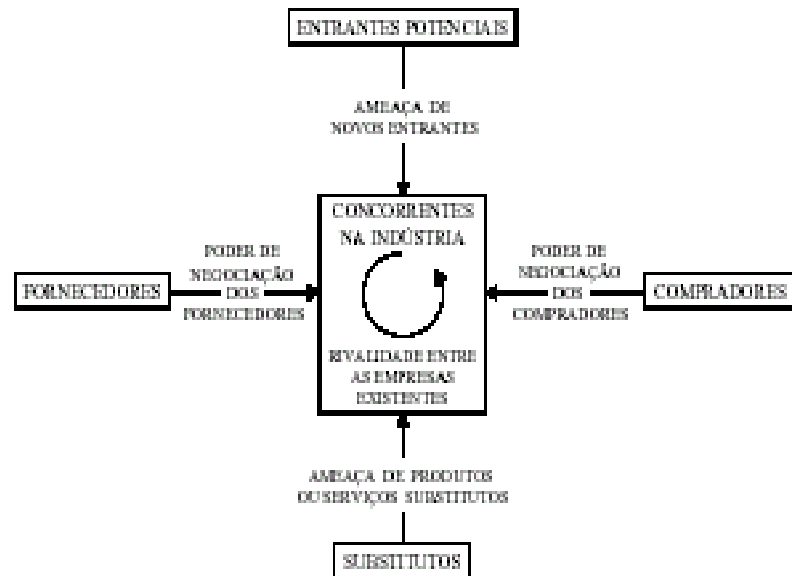 ENTRANTES POTENCIAIS
AMEAÇA DE
NOVOS ENTRANTES
CONCORRENTES
NA INDÚSTRIA
PODER DE
NEGOCIAÇÃO
DOS
FORNECEDORES
FORNECEDORES
PODER DE
NEGOCIAÇÃO
DOS
COMPRADORES
COMPRADORES
RIVALIDADE ENTRE
AS EMPRESAS
EXISTENTES
AMEAÇA DE PRODUTOS
OU SERVIÇOS SUBSTITUTOS
SUBSTITUTOS